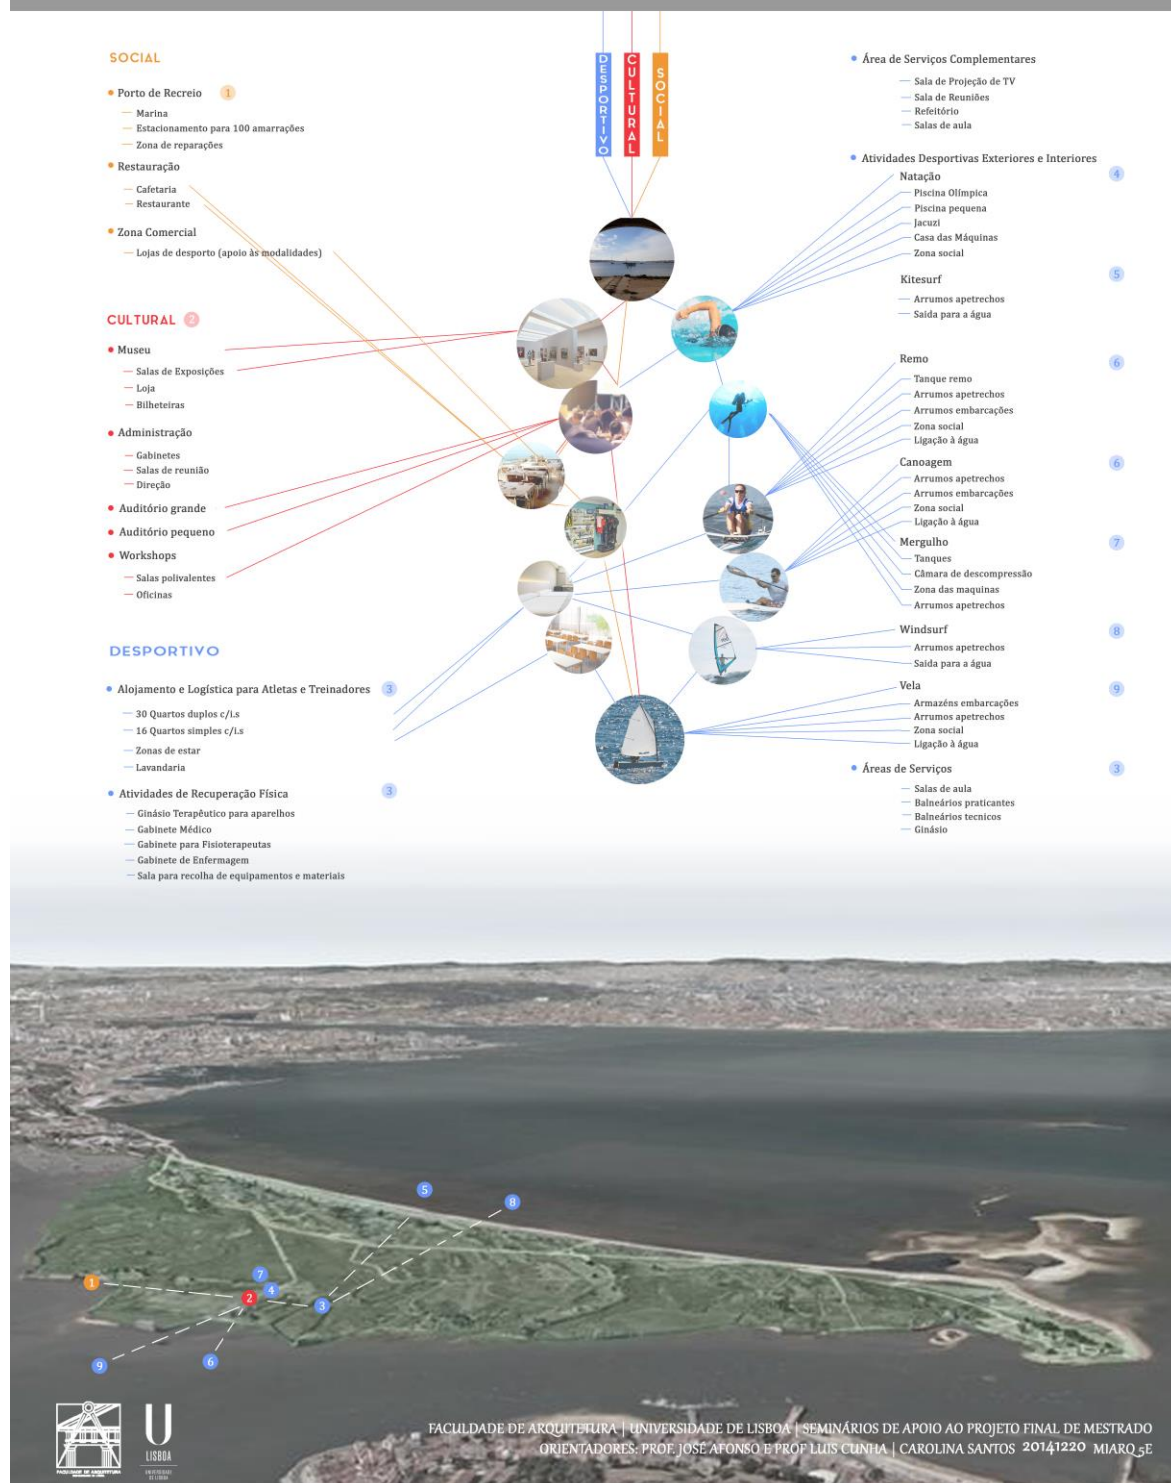 SOCIAL
Porto de Recreio 1
Marina
Estacionamento para 100 amarrações
Zona de reparações
Restauração
Cafetaria
Restaurante
Zona Comercial
Lojas de desporto (apoio às modalidades)
CULTURAL 2
Museu
Salas de Exposições
Loja
Bilheteiras
Administração
Gabinetes
Salas de reunião
Direção
Auditório grande
Auditório pequeno
Workshops
Salas polivalentes
Oficinas
DESPORTIVO
Alojamento e Logística para Atletas e Treinadores 3
30 Quartos duplos c/i.s
16 Quartos simples c/i.s
Zonas de estar
Lavandaria
Atividades de Recuperação Física 3
Ginásio Terapêutico para aparelhos
Gabinete Médico
Gabinete para Fisioterapeutas
Gabinete de Enfermagem
Sala para recolha de equipamentos e materiais
DESPORTIVO
CULTURAL
SOCIAL
Área de Serviços Complementares
Sala de Projeção de TV
Sala de Reuniões
Refeitório
Salas de aula
Atividades Desportivas Exteriores e Interiores
Natação 4
Piscina Olímpica
Piscina pequena
Jacuzi
Casa das Máquinas
Zona social
Kitesurf 5
Arrumos apetrechos
Saida para a água
Remo 6
Tanque remo
Arrumos apetrechos
Arrumos embarcações
Zona social
Ligação à água
Canoagem 6
Arrumos apetrechos
Arrumos embarcações
Zona social
Ligação à água
Mergulho 7
Tanques
Câmara de descompressão
Zona das maquinas
Arrumos apetrechos
Windsurf 8
Arrumos apetrechos
Saida para a água
Vela 9
Armazéns embarcações
Arrumos apetrechos
Zona social
Ligação à água
Áreas de Serviços 3
Salas de aula
Balneários praticantes
Balneários tecnicos
Ginásio
5
8
7
1
4
2
3
9
6
FACULDADE DE ARQUITETURA
U
LISBOA
UNIVERSIDADE
DE LISBOA
FACULDADE DE ARQUITETURA | UNIVERSIDADE DE LISBOA | SEMINÁRIOS DE APOIO AO PROJETO FINAL DE MESTRADO
ORIENTADORES: PROF. JOSÉ AFONSO E PROF LUIS CUNHA | CAROLINA SANTOS 20141220 MIARQ 5E